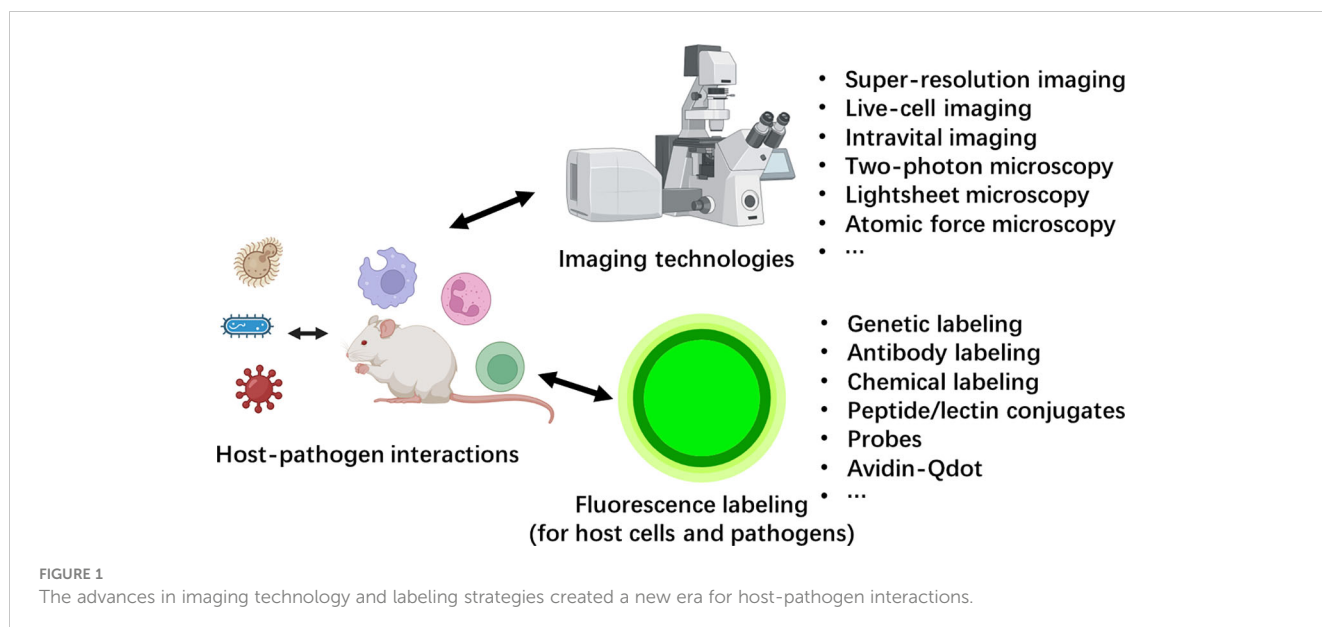 • Super-resolution imaging
• Live-cell imaging
• Intravital imaging
• Two-photon microscopy
• Lightsheet microscopy
• Atomic force microscopy
• ...
Imaging technologies
Host-pathogen interactions
• Genetic labeling
• Antibody labeling
• Chemical labeling
• Peptide/lectin conjugates
• Probes
• Avidin-Qdot
• ...
Fluorescence labeling
(for host cells and pathogens)
FIGURE 1
The advances in imaging technology and labeling strategies created a new era for host-pathogen interactions.